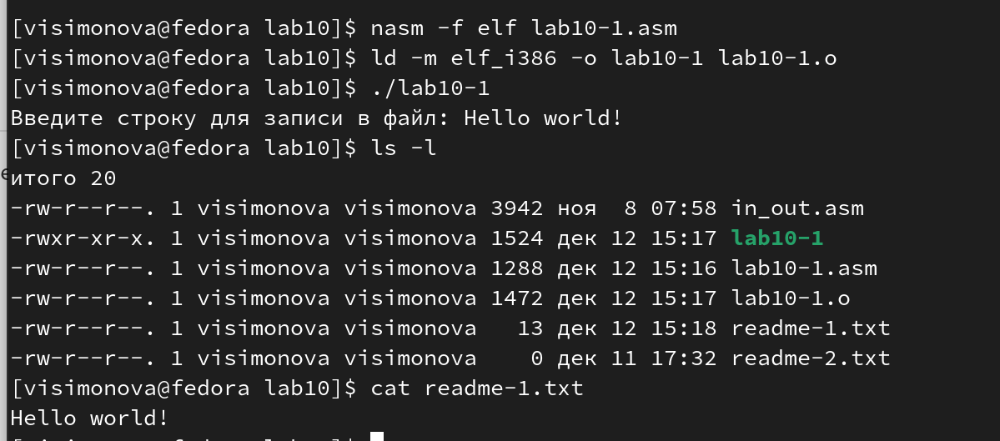 [visimonova@fedora lab10]$ nasm -f elf lab10-1.asm
[visimonova@fedora lab10]$ ld -m elf_i386 -o lab10-1 lab10-1.o
[visimonova@fedora lab10]$ ./lab10-1
Введите строку для записи в файл: Hello world!
[visimonova@fedora lab10]$ ls -l
итого 20
-rw-r--r--. 1 visimonova visimonova 3942 ноя  8 07:58 in_out.asm
-rwxr-xr-x. 1 visimonova visimonova 1524 дек 12 15:17 lab10-1
-rw-r--r--. 1 visimonova visimonova 1288 дек 12 15:16 lab10-1.asm
-rw-r--r--. 1 visimonova visimonova 1472 дек 12 15:17 lab10-1.o
-rw-r--r--. 1 visimonova visimonova   13 дек 12 15:18 readme-1.txt
-rw-r--r--. 1 visimonova visimonova    0 дек 11 17:32 readme-2.txt
[visimonova@fedora lab10]$ cat readme-1.txt
Hello world!